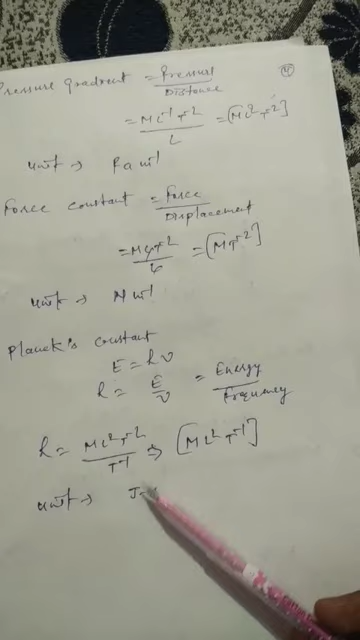 Pressure gradient = Pressure/Distance
= ML⁻¹T⁻²/L = [ML⁻²T⁻²]
unit → Pa m⁻¹
Force constant = Force/Displacement
= MLT⁻²/L = [MT⁻²]
unit → N m⁻¹
Planck's constant
E = hν
h = E/ν = Energy/Frequency
h = ML²T⁻²/T⁻¹ ⇒ [ML²T⁻¹]
unit → J-s